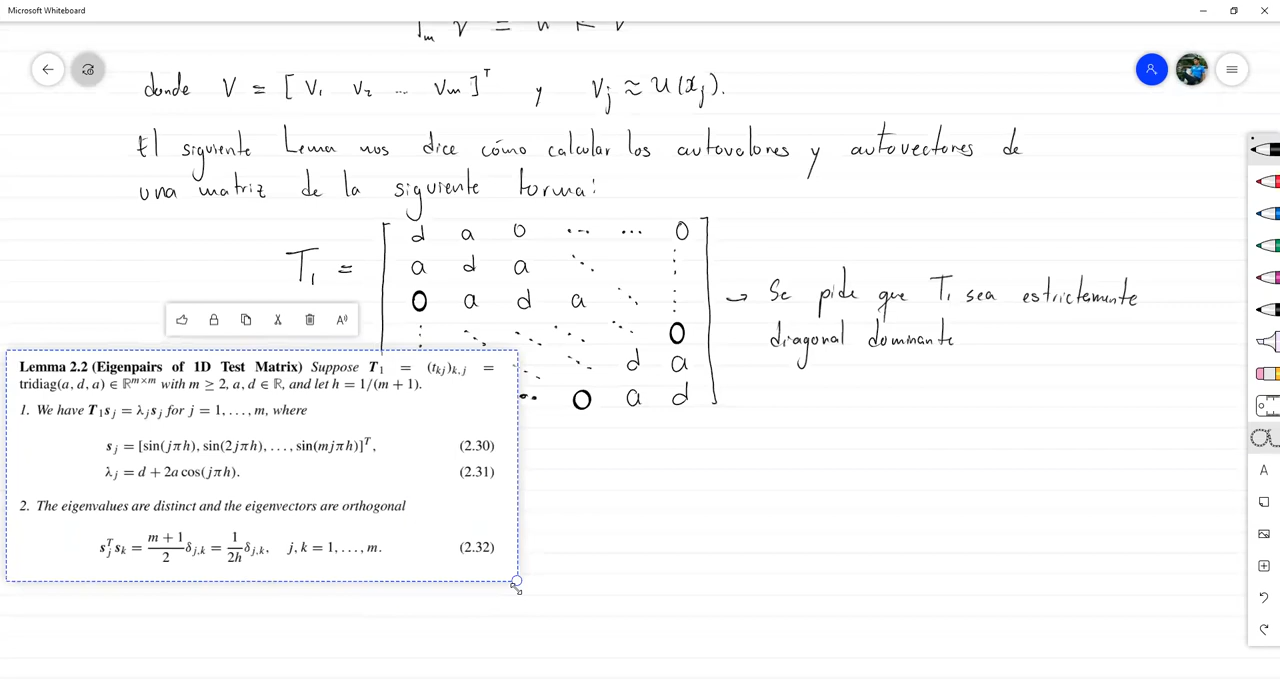 Microsoft Whiteboard
donde V = [ V₁ V₂ ... Vm ]ᵀ y Vj ≈ u(xj).
El siguiente Lema nos dice cómo calcular los autovalores y autovectores de
una matriz de la siguiente forma:
T₁ =
d a 0 ... ... 0
a d a ⋱ ⋮
0 a d a ⋱ ⋮
⋮ ⋱ ⋱ ⋱ ⋱ 0
⋱ ⋱ d a
.. 0 a d
→ Se pide que T₁ sea estrictemente
diagonal dominante
Lemma 2.2 (Eigenpairs of 1D Test Matrix) Suppose T₁ = (tₖⱼ)ₖ,ⱼ =
tridiag(a, d, a) ∈ ℝᵐˣᵐ with m ≥ 2, a, d ∈ ℝ, and let h = 1/(m + 1).
1. We have T₁sⱼ = λⱼsⱼ for j = 1, . . . , m, where
sⱼ = [sin(jπh), sin(2jπh), . . . , sin(mjπh)]ᵀ, (2.30)
λⱼ = d + 2a cos(jπh). (2.31)
2. The eigenvalues are distinct and the eigenvectors are orthogonal
sⱼᵀsₖ = (m + 1)/2 δⱼ,ₖ = 1/(2h) δⱼ,ₖ, j, k = 1, . . . , m. (2.32)
A